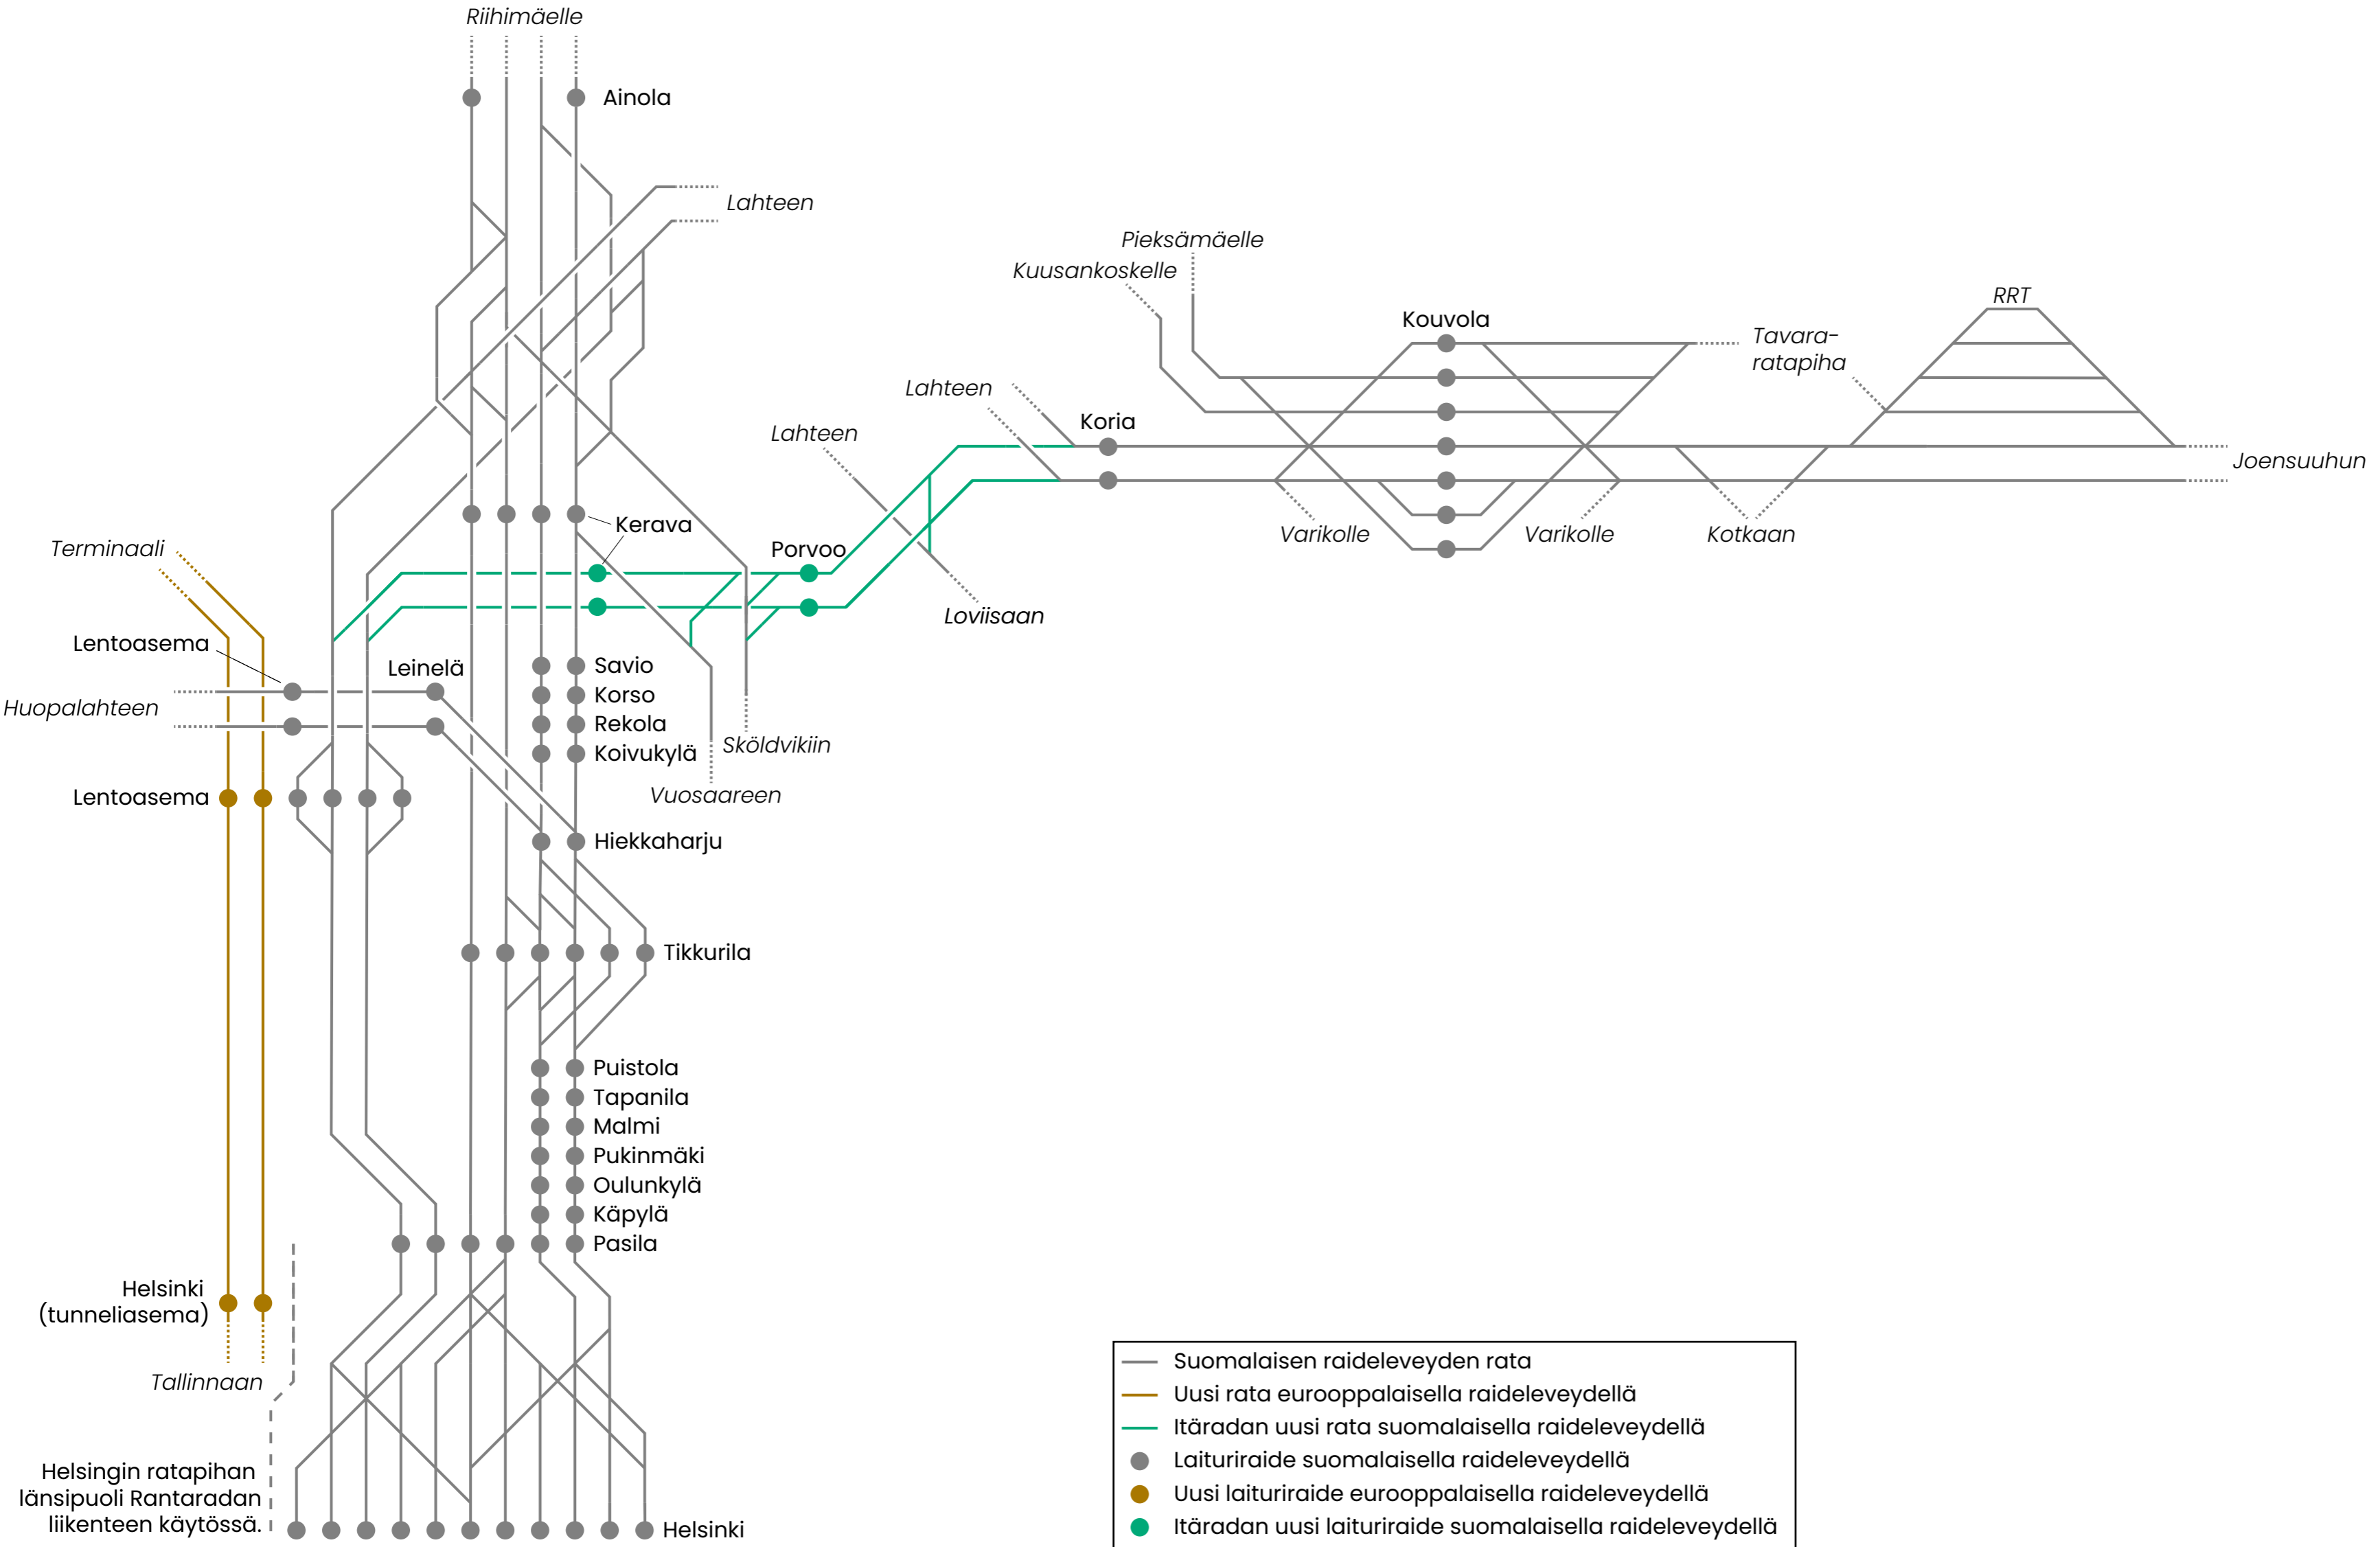 Riihimäelle
Ainola
Lahteen
Pieksämäelle
Kuusankoskelle
RRT
Kouvola
Tavara-
ratapiha
Lahteen
Koria
Lahteen
Joensuuhun
Kerava
Varikolle
Varikolle
Kotkaan
Terminaali
Porvoo
Loviisaan
Lentoasema
Leinelä
Savio
Korso
Huopalahteen
Rekola
Sköldvikiin
Koivukylä
Vuosaareen
Lentoasema
Hiekkaharju
Tikkurila
Puistola
Tapanila
Malmi
Pukinmäki
Oulunkylä
Käpylä
Pasila
Helsinki
(tunneliasema)
Tallinnaan
Helsingin ratapihan
länsipuoli Rantaradan
liikenteen käytössä.
Helsinki
Suomalaisen raideleveyden rata
Uusi rata eurooppalaisella raideleveydellä
Itäradan uusi rata suomalaisella raideleveydellä
Laituriraide suomalaisella raideleveydellä
Uusi laituriraide eurooppalaisella raideleveydellä
Itäradan uusi laituriraide suomalaisella raideleveydellä